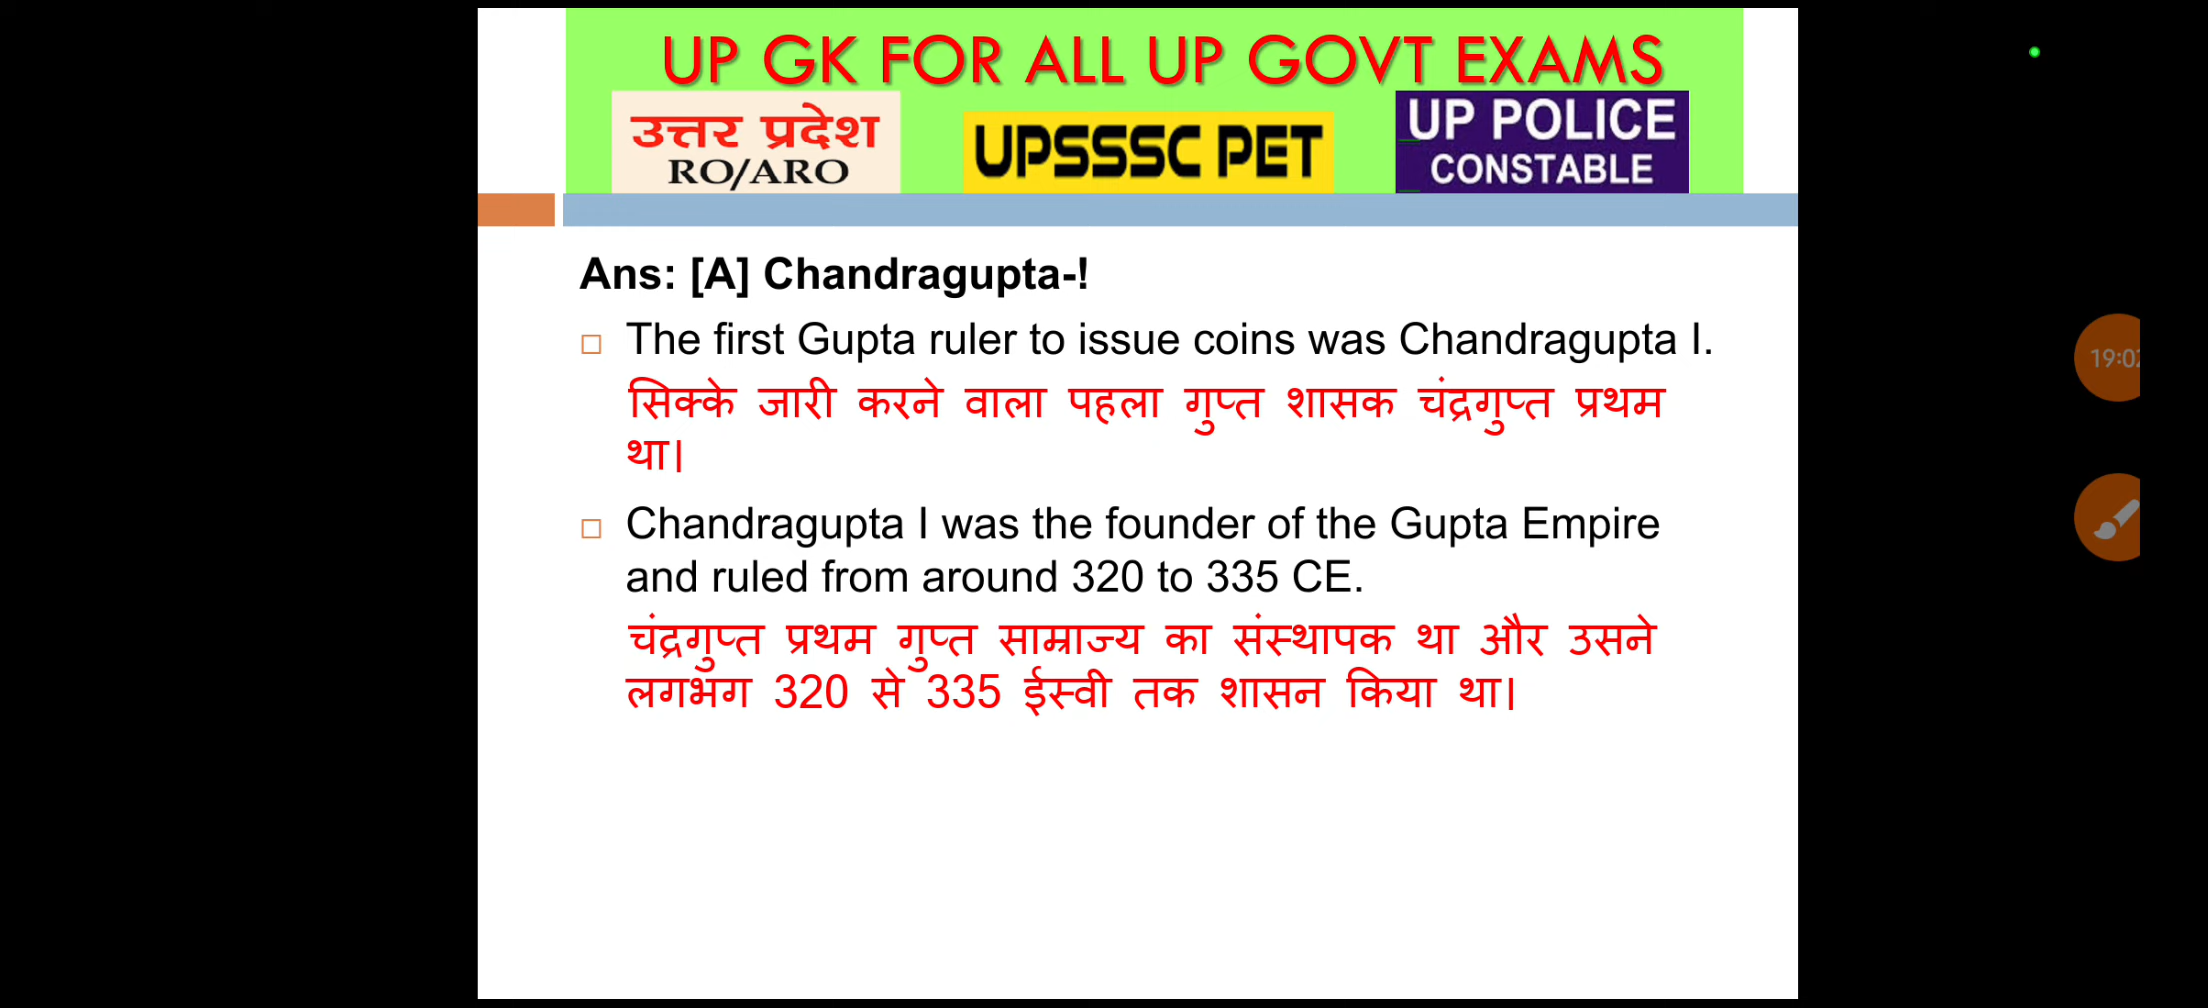 UP GK FOR ALL UP GOVT EXAMS
उत्तर प्रदेश
RO/ARO
UPSSSC PET
UP POLICE
CONSTABLE
Ans: [A] Chandragupta-!
The first Gupta ruler to issue coins was Chandragupta I.
सिक्के जारी करने वाला पहला गुप्त शासक चंद्रगुप्त प्रथम
था।
Chandragupta I was the founder of the Gupta Empire
and ruled from around 320 to 335 CE.
चंद्रगुप्त प्रथम गुप्त साम्राज्य का संस्थापक था और उसने
लगभग 320 से 335 ईस्वी तक शासन किया था।